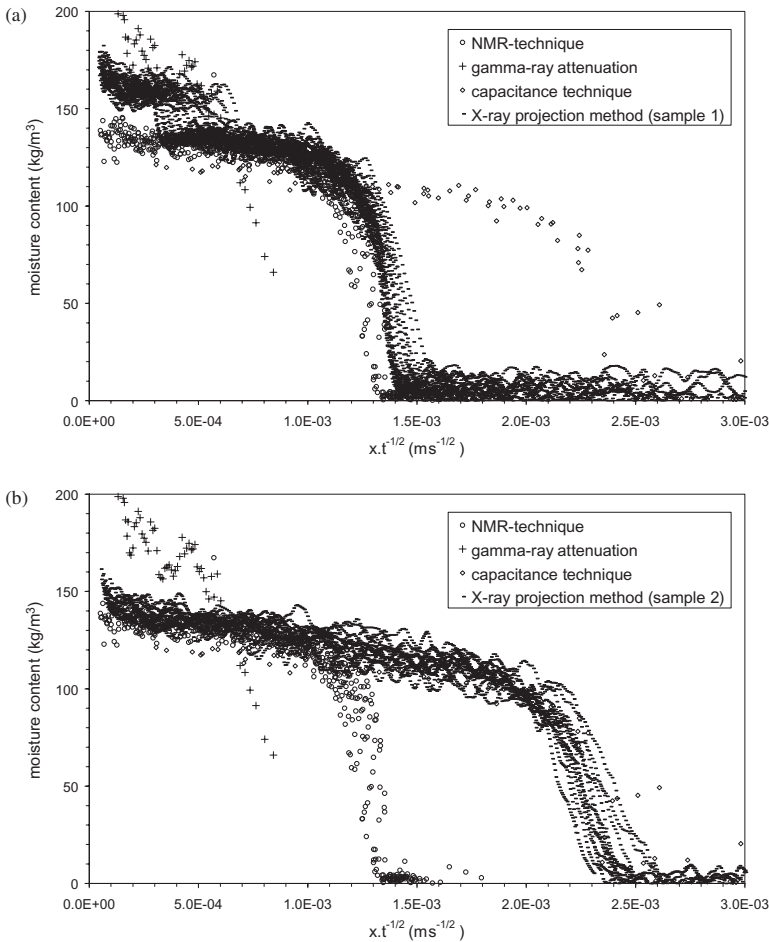 (a)
200
150
100
50
0
moisture content (kg/m³)
○ NMR-technique
+ gamma-ray attenuation
◇ capacitance technique
- X-ray projection method (sample 1)
0.0E+00 5.0E-04 1.0E-03 1.5E-03 2.0E-03 2.5E-03 3.0E-03
x.t⁻¹/² (ms⁻¹/²)
(b)
200
150
100
50
0
moisture content (kg/m³)
○ NMR-technique
+ gamma-ray attenuation
◇ capacitance technique
- X-ray projection method (sample 2)
0.0E+00 5.0E-04 1.0E-03 1.5E-03 2.0E-03 2.5E-03 3.0E-03
x.t⁻¹/² (ms⁻¹/²)